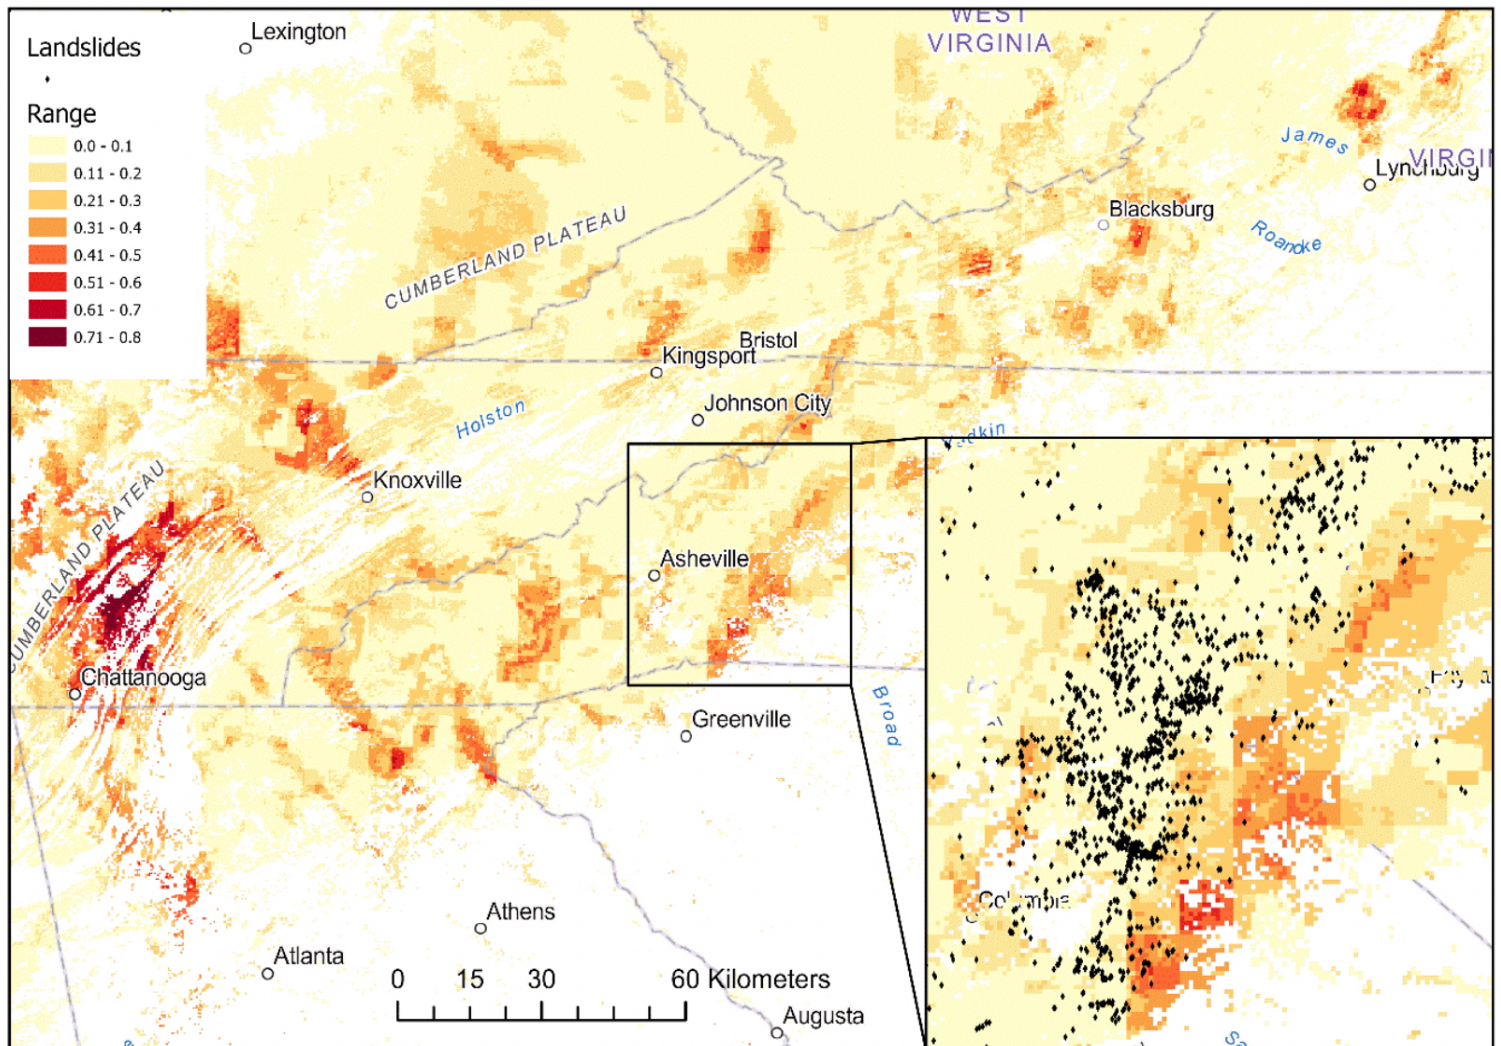 WEST
VIRGINIA
Lexington
Landslides
Range
0.0 - 0.1
0.11 - 0.2
0.21 - 0.3
0.31 - 0.4
0.41 - 0.5
0.51 - 0.6
0.61 - 0.7
0.71 - 0.8
James
VIRGI
Lynchburg
Blacksburg
Roanoke
CUMBERLAND PLATEAU
Bristol
Kingsport
Johnson City
Holston
Knoxville
CUMBERLAND PLATEAU
Asheville
Chattanooga
Greenville
Broad
Columbia
Athens
Atlanta
0 15 30 60 Kilometers
Augusta